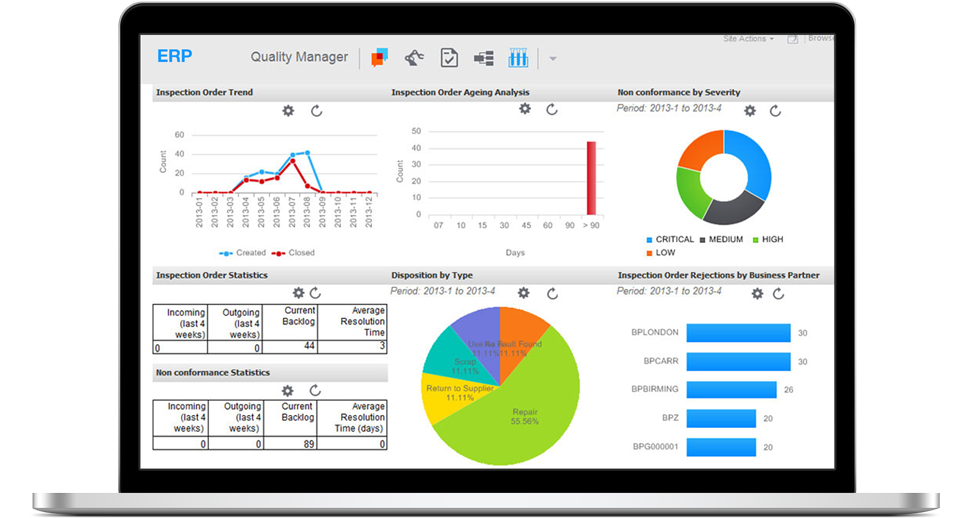 Site Actions
Browse
ERP
Quality Manager
Inspection Order Trend
60
40
20
0
Count
2013-01
2013-02
2013-03
2013-04
2013-05
2013-06
2013-07
2013-08
2013-09
2013-10
2013-11
2013-12
Created Closed
Inspection Order Ageing Analysis
50
40
30
20
10
0
Count
07 10 15 30 45 60 90 > 90
Days
Non conformance by Severity
Period: 2013-1 to 2013-4
CRITICAL MEDIUM HIGH
LOW
Inspection Order Statistics
Incoming (last 4 weeks) Outgoing (last 4 weeks) Current Backlog Average Resolution Time
0 0 44 3
Non conformance Statistics
Incoming (last 4 weeks) Outgoing (last 4 weeks) Current Backlog Average Resolution Time (days)
0 0 89 0
Disposition by Type
Period: 2013-1 to 2013-4
Fault Found
11.11%
11.11%
Scrap
11.11%
Return to Supplier
11.11%
Repair
55.56%
Inspection Order Rejections by Business Partner
Period: 2013-1 to 2013-4
BPLONDON 30
BPCARR 30
BPBIRMING 26
BPZ 20
BPG000001 20